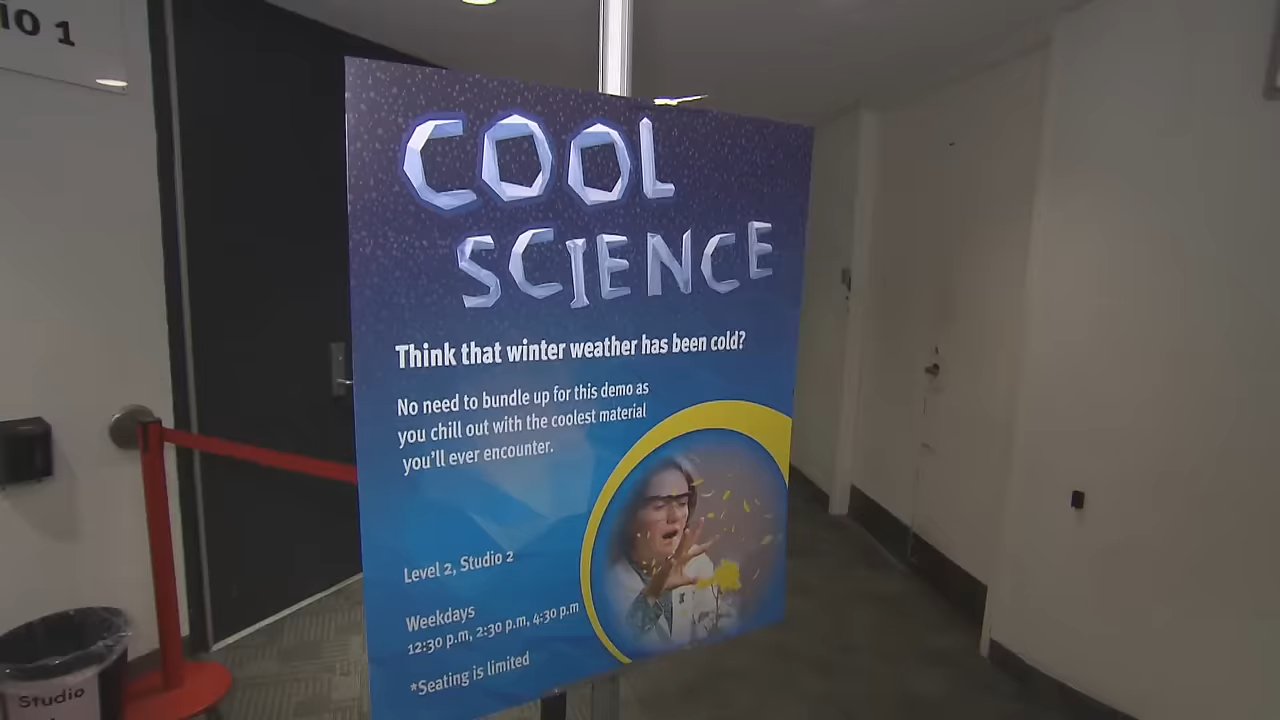 io 1
COOL
SCIENCE
Think that winter weather has been cold?
No need to bundle up for this demo as
you chill out with the coolest material
you'll ever encounter.
Level 2, Studio 2
Weekdays
12:30 p.m, 2:30 p.m, 4:30 p.m
*Seating is limited
Studio